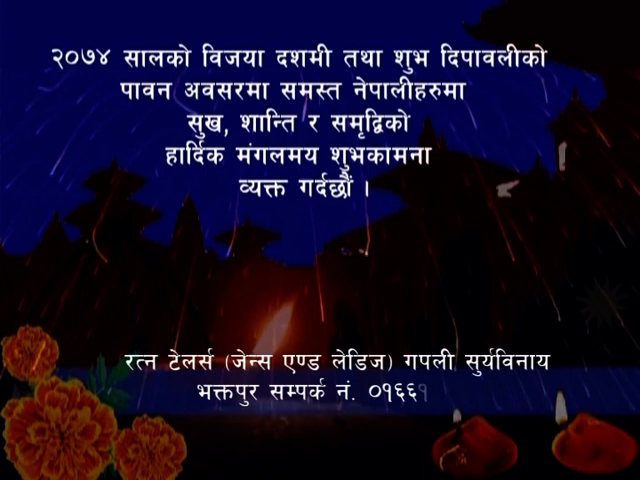 २०७४ सालको विजया दशमी तथा शुभ दिपावलीको
पावन अवसरमा समस्त नेपालीहरुमा
सुख, शान्ति र समृद्विको
हार्दिक मंगलमय शुभकामना
व्यक्त गर्दछौं ।
रत्न टेलर्स (जेन्स एण्ड लेडिज) गपली सुर्यविनाय
भक्तपुर सम्पर्क नं. ०१६६१